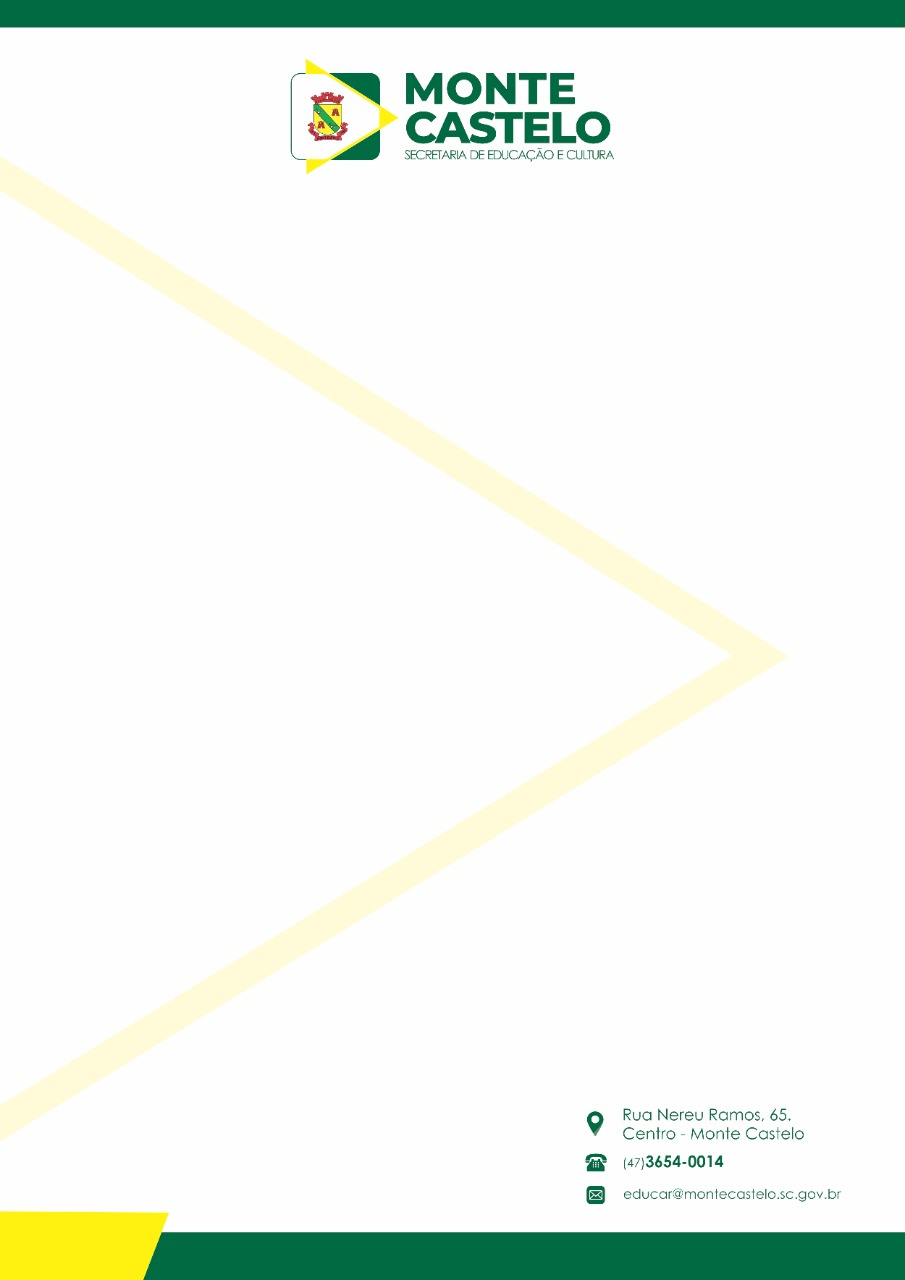 MONTE
CASTELO
SECRETARIA DE EDUCAÇÃO E CULTURA
Rua Nereu Ramos, 65.
Centro - Monte Castelo
(47)3654-0014
educar@montecastelo.sc.gov.br